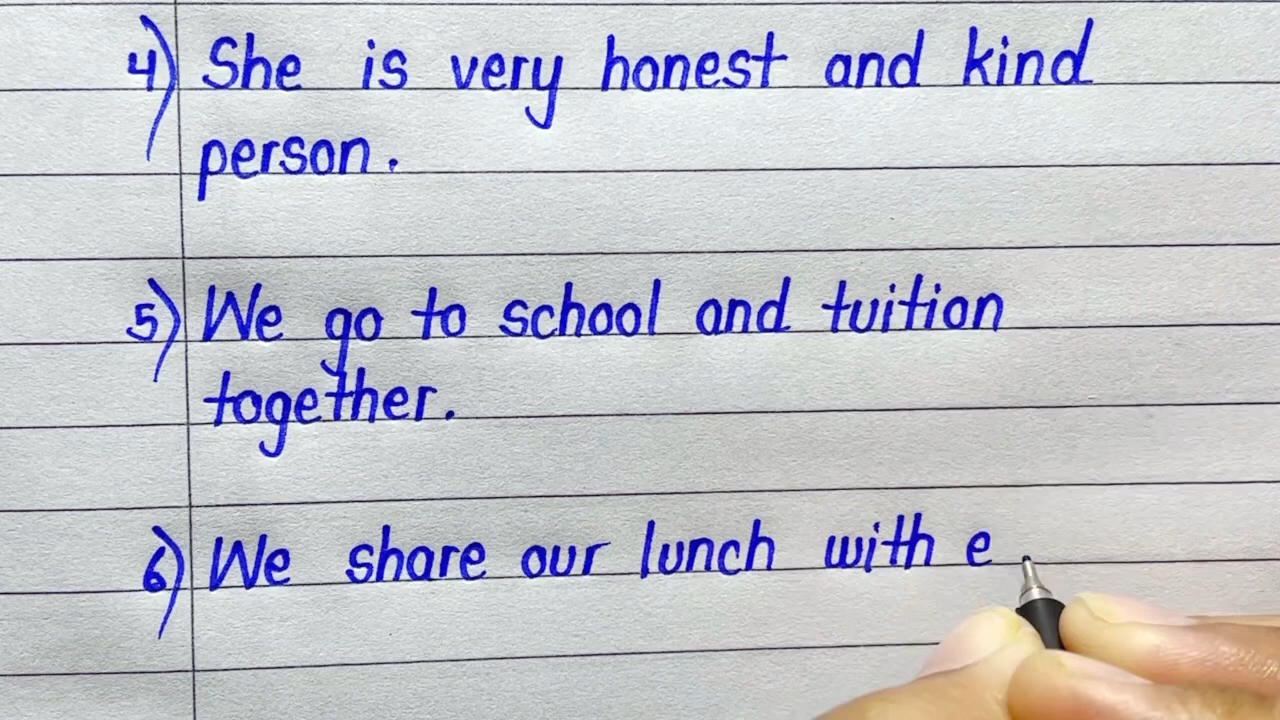 4) She is very honest and kind
person.
5) We go to school and tuition
together.
6) We share our lunch with e